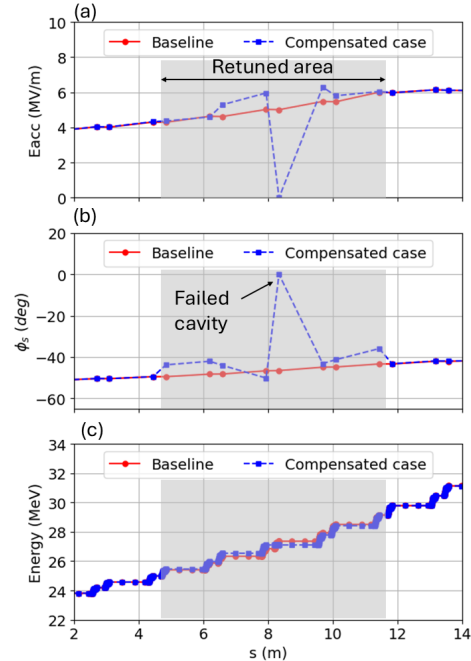 (a)
10
8
6
4
2
0
Eacc (MV/m)
Baseline
Compensated case
Retuned area
(b)
20
0
−20
−40
−60
ϕs (deg)
Baseline
Compensated case
Failed
cavity
(c)
34
32
30
28
26
24
22
Energy (MeV)
Baseline
Compensated case
2 4 6 8 10 12 14
s (m)